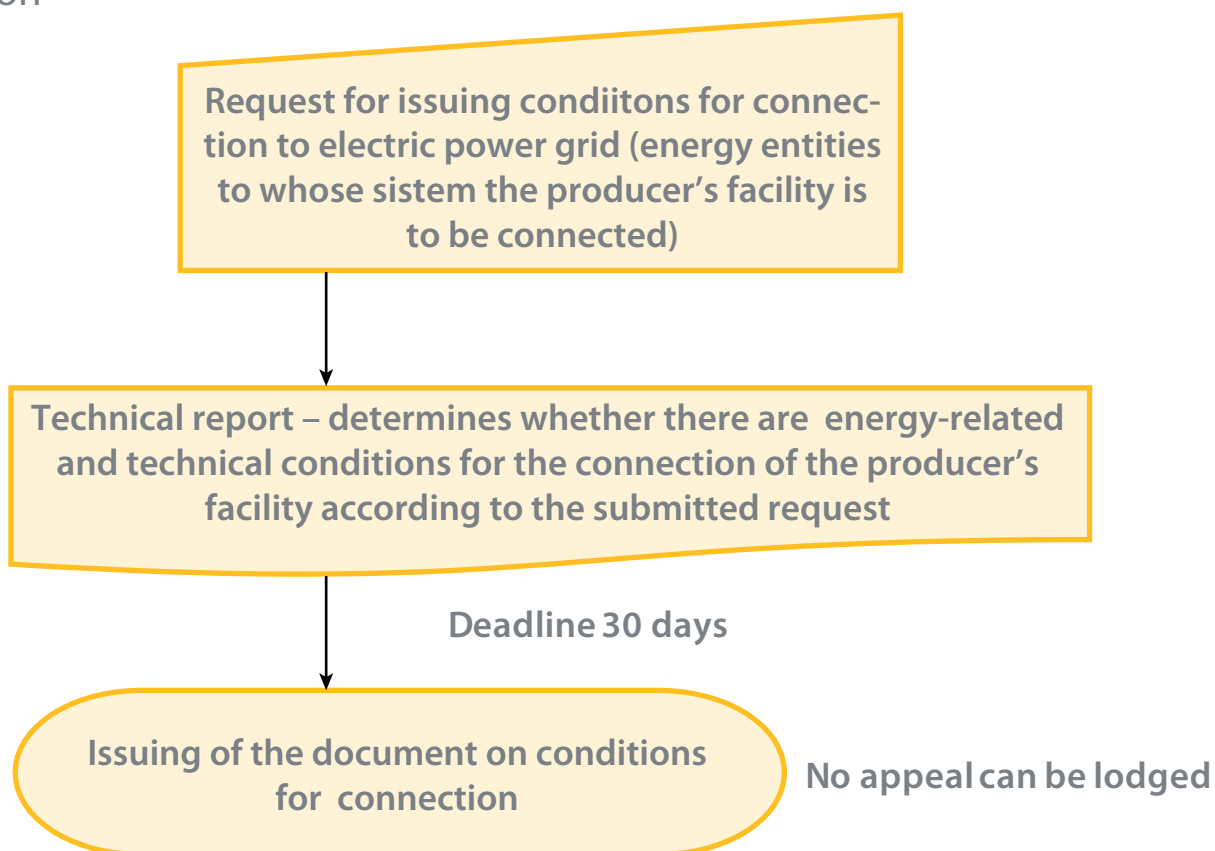 on
Request for issuing condiitons for connec-
tion to electric power grid (energy entities
to whose sistem the producer’s facility is
to be connected)
Technical report – determines whether there are energy-related
and technical conditions for the connection of the producer’s
facility according to the submitted request
Deadline 30 days
Issuing of the document on conditions
for connection
No appeal can be lodged